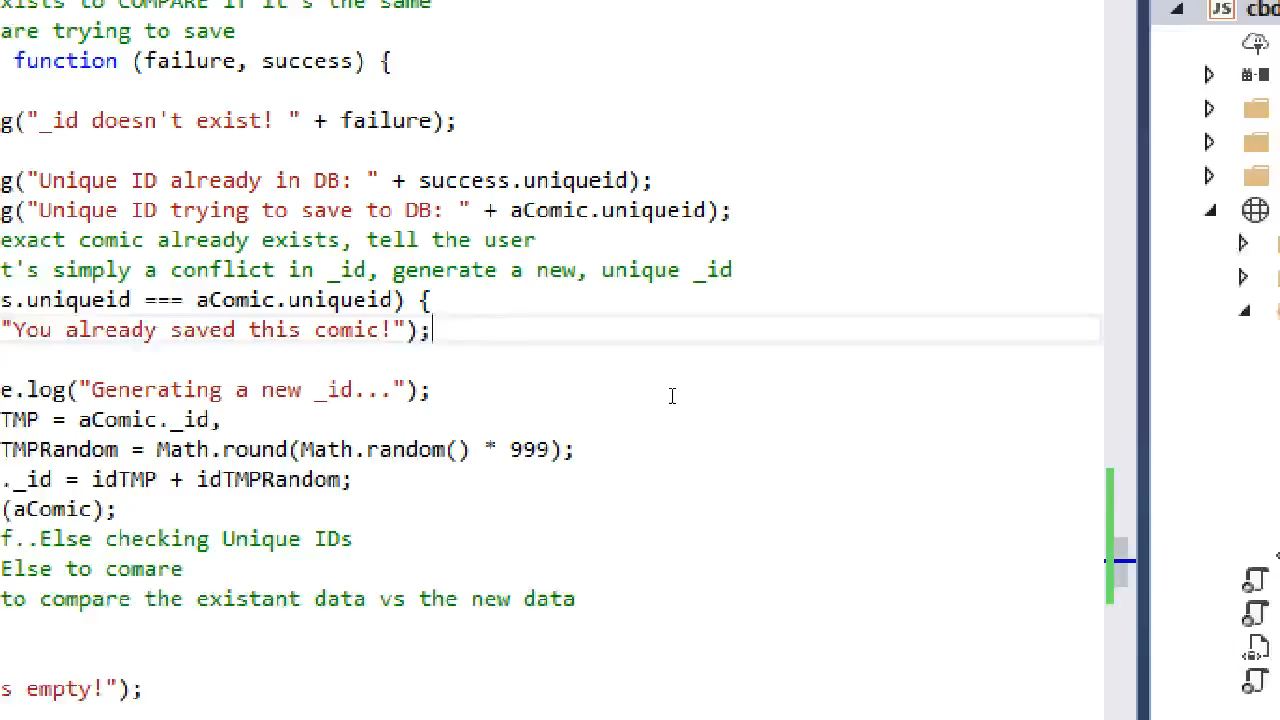 xists to COMPARE if it's the same
are trying to save
function (failure, success) {
g("_id doesn't exist! " + failure);
g("Unique ID already in DB: " + success.uniqueid);
g("Unique ID trying to save to DB: " + aComic.uniqueid);
exact comic already exists, tell the user
t's simply a conflict in _id, generate a new, unique _id
s.uniqueid === aComic.uniqueid) {
"You already saved this comic!");
e.log("Generating a new _id...");
TMP = aComic._id,
TMPRandom = Math.round(Math.random() * 999);
._id = idTMP + idTMPRandom;
(aComic);
f..Else checking Unique IDs
Else to comare
to compare the existant data vs the new data
s empty!");
JS cbd